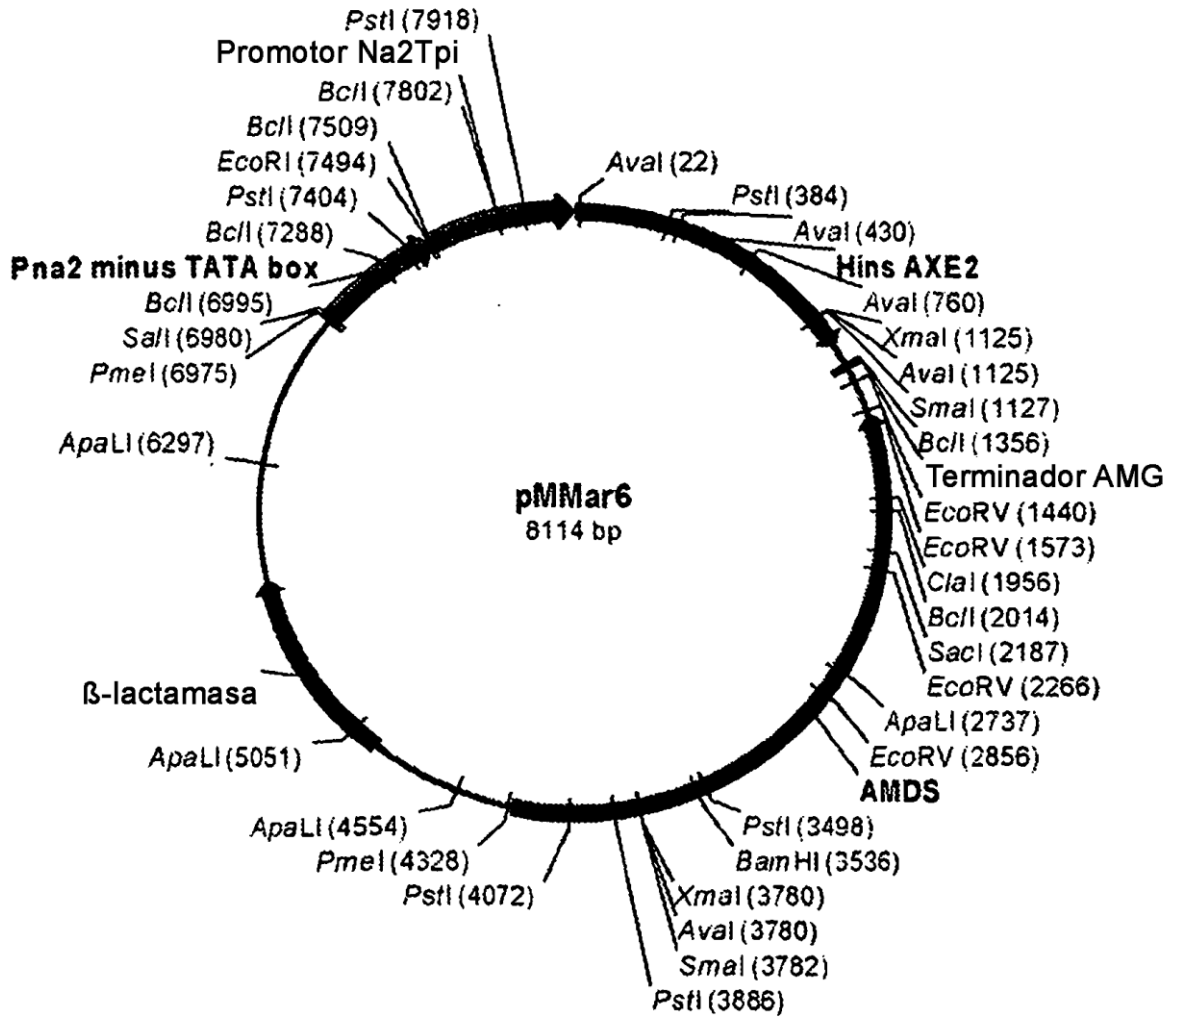 PstI (7918)
Promotor Na2Tpi
BclI (7802)
BclI (7509)
EcoRI (7494)
PstI (7404)
BclI (7288)
Pna2 minus TATA box
BclI (6995)
SalI (6980)
PmeI (6975)
ApaLI (6297)
ß-lactamasa
ApaLI (5051)
ApaLI (4554)
PmeI (4328)
PstI (4072)
pMMar6
8114 bp
AvaI (22)
PstI (384)
AvaI (430)
Hins AXE2
AvaI (760)
XmaI (1125)
AvaI (1125)
SmaI (1127)
BclI (1356)
Terminador AMG
EcoRV (1440)
EcoRV (1573)
ClaI (1956)
BclI (2014)
SacI (2187)
EcoRV (2266)
ApaLI (2737)
EcoRV (2856)
AMDS
PstI (3498)
BamHI (3536)
XmaI (3780)
AvaI (3780)
SmaI (3782)
PstI (3886)